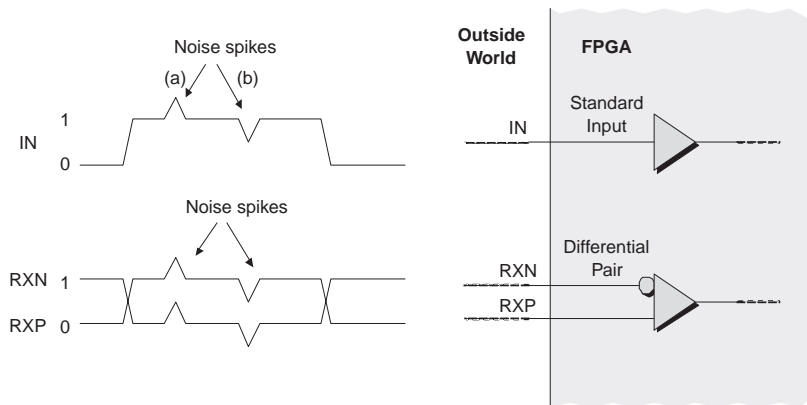 Noise spikes
(a)
(b)
IN
1
0
Noise spikes
RXN 1
RXP 0
Outside
World
FPGA
Standard
Input
IN
Differential
Pair
RXN
RXP